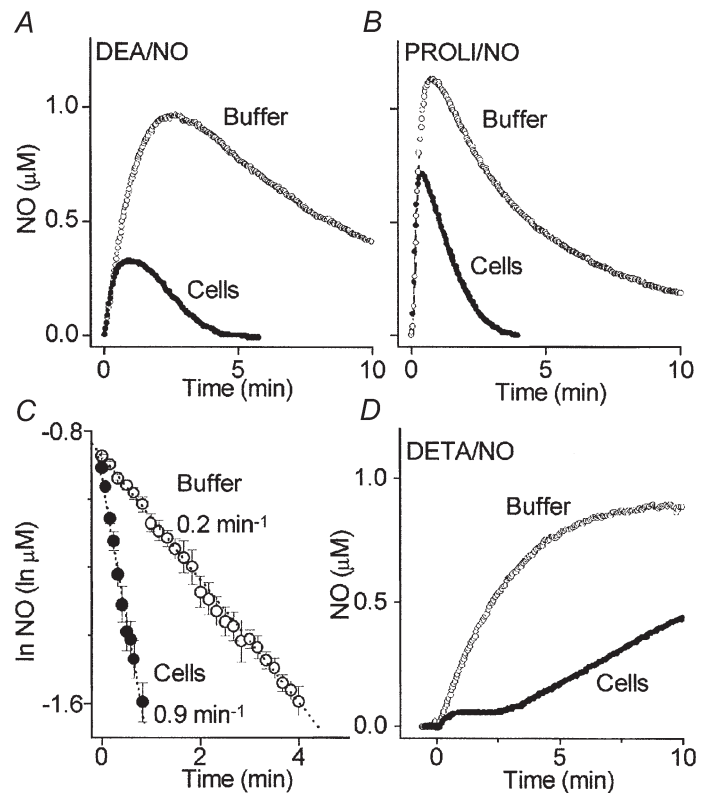 A
DEA/NO
Buffer
Cells
NO (μM)
1.0
0.5
0.0
0
5
10
Time (min)
B
PROLI/NO
Buffer
Cells
0
5
10
Time (min)
C
-0.8
-1.6
ln NO (ln μM)
Buffer
0.2 min-1
Cells
0.9 min-1
0
2
4
Time (min)
D
DETA/NO
Buffer
Cells
NO (μM)
1.0
0.5
0.0
0
5
10
Time (min)